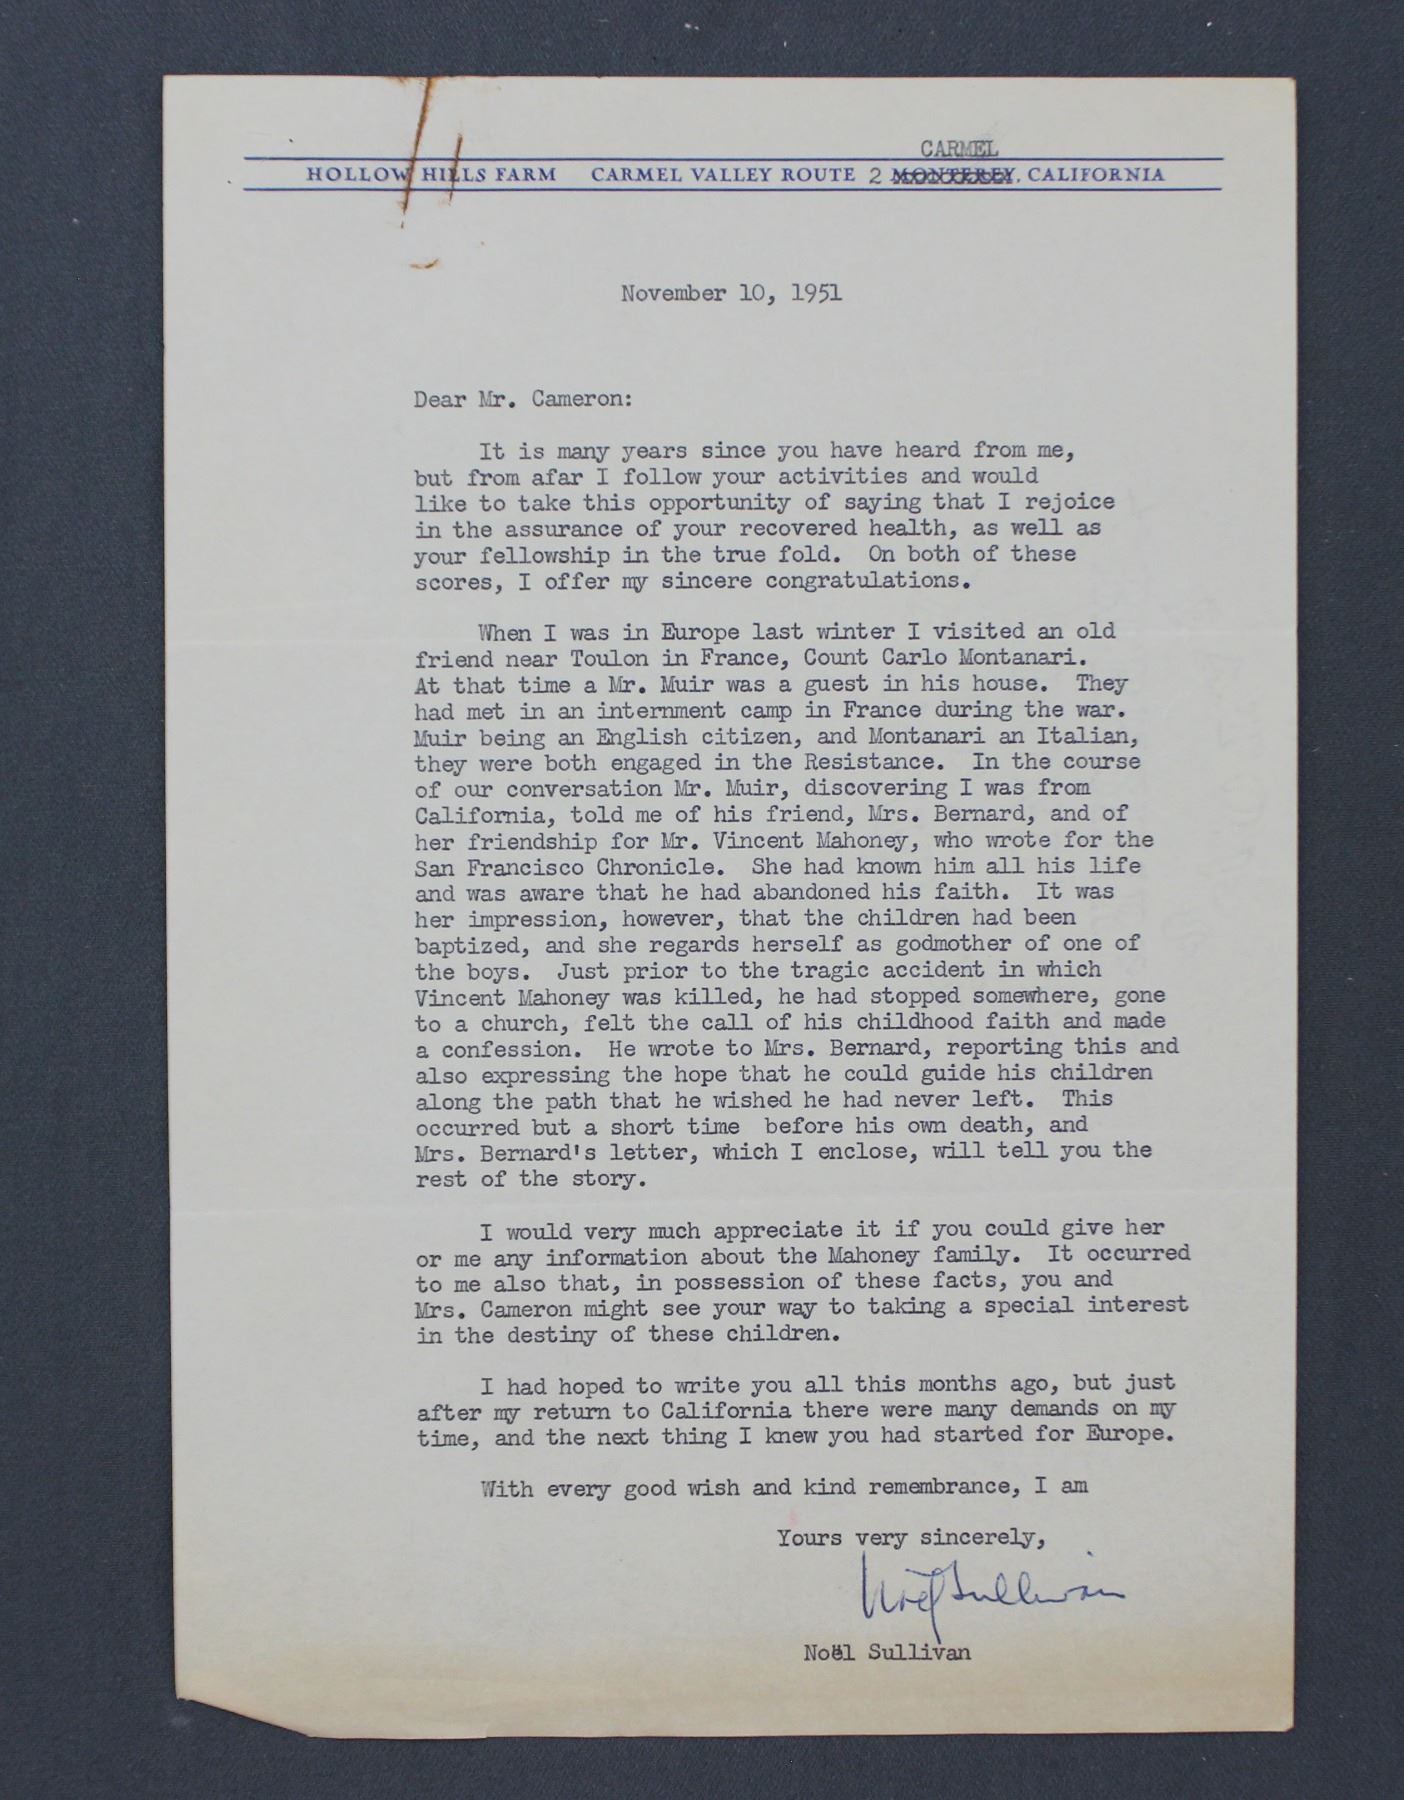 CARMEL
HOLLOW HILLS FARM CARMEL VALLEY ROUTE 2 MONTEREY, CALIFORNIA
November 10, 1951
Dear Mr. Cameron:
It is many years since you have heard from me,
but from afar I follow your activities and would
like to take this opportunity of saying that I rejoice
in the assurance of your recovered health, as well as
your fellowship in the true fold. On both of these
scores, I offer my sincere congratulations.
When I was in Europe last winter I visited an old
friend near Toulon in France, Count Carlo Montanari.
At that time a Mr. Muir was a guest in his house. They
had met in an internment camp in France during the war.
Muir being an English citizen, and Montanari an Italian,
they were both engaged in the Resistance. In the course
of our conversation Mr. Muir, discovering I was from
California, told me of his friend, Mrs. Bernard, and of
her friendship for Mr. Vincent Mahoney, who wrote for the
San Francisco Chronicle. She had known him all his life
and was aware that he had abandoned his faith. It was
her impression, however, that the children had been
baptized, and she regards herself as godmother of one of
the boys. Just prior to the tragic accident in which
Vincent Mahoney was killed, he had stopped somewhere, gone
to a church, felt the call of his childhood faith and made
a confession. He wrote to Mrs. Bernard, reporting this and
also expressing the hope that he could guide his children
along the path that he wished he had never left. This
occurred but a short time before his own death, and
Mrs. Bernard's letter, which I enclose, will tell you the
rest of the story.
I would very much appreciate it if you could give her
or me any information about the Mahoney family. It occurred
to me also that, in possession of these facts, you and
Mrs. Cameron might see your way to taking a special interest
in the destiny of these children.
I had hoped to write you all this months ago, but just
after my return to California there were many demands on my
time, and the next thing I knew you had started for Europe.
With every good wish and kind remembrance, I am
Yours very sincerely,
Noël Sullivan
Noël Sullivan